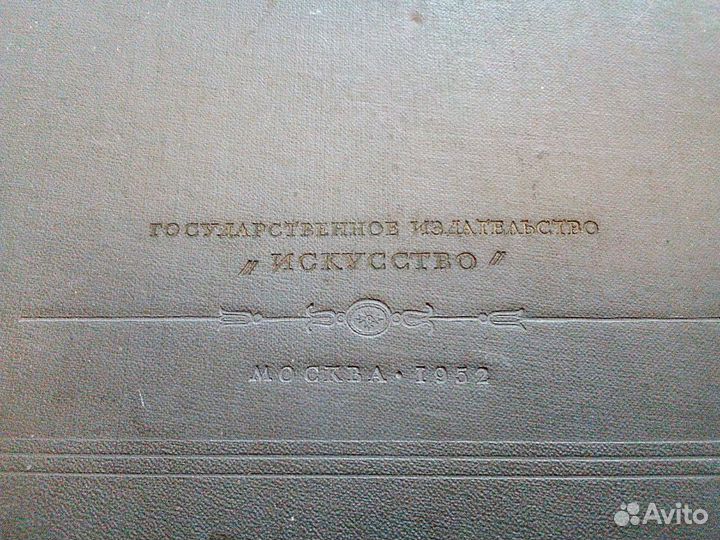 ГОСУДАРСТВЕННОЕ ИЗДАТЕЛЬСТВО
„ИСКУССТВО"
МОСКВА • 1952
Avito